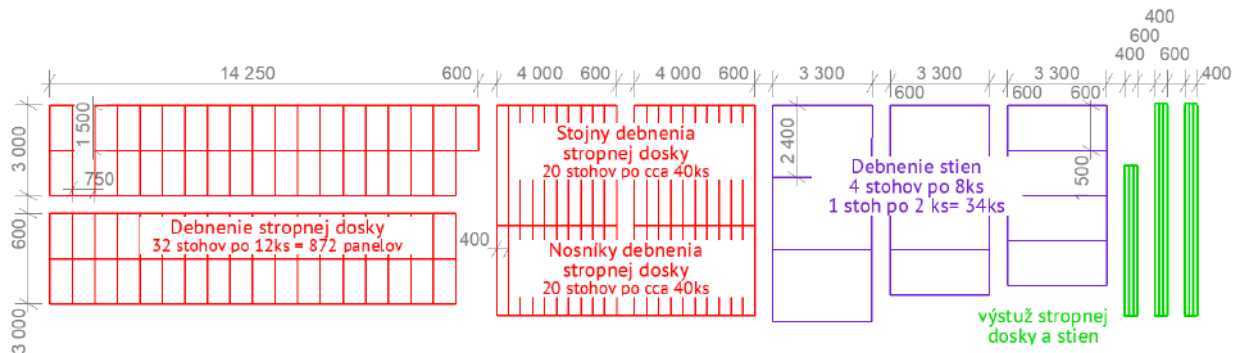 400
600
400 600
14 250 600 4 000 600 4 000 600 3 300 3 300 3 300 400
600 600 600
3 000
1 500
750
Stojny debnenia
stropnej dosky
20 stohov po cca 40ks
2 400
Debnenie stien
4 stohov po 8ks
1 stoh po 2 ks= 34ks
1 500
600
Debnenie stropnej dosky
32 stohov po 12ks = 872 panelov
400
Nosníky debnenia
stropnej dosky
20 stohov po cca 40ks
3 000
výstuž stropnej
dosky a stien